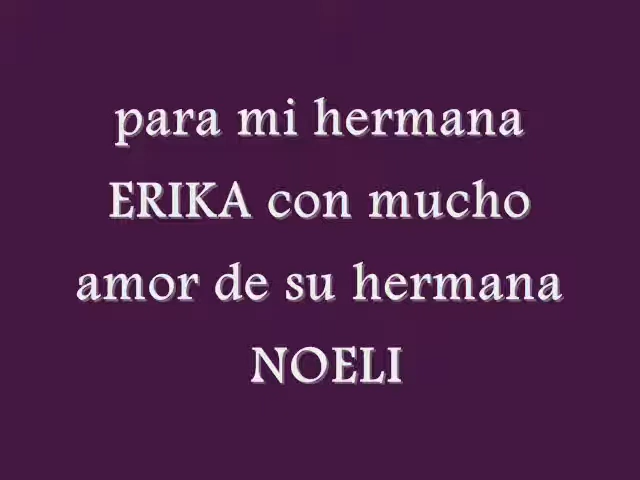 para mi hermana
ERIKA con mucho
amor de su hermana
NOELI